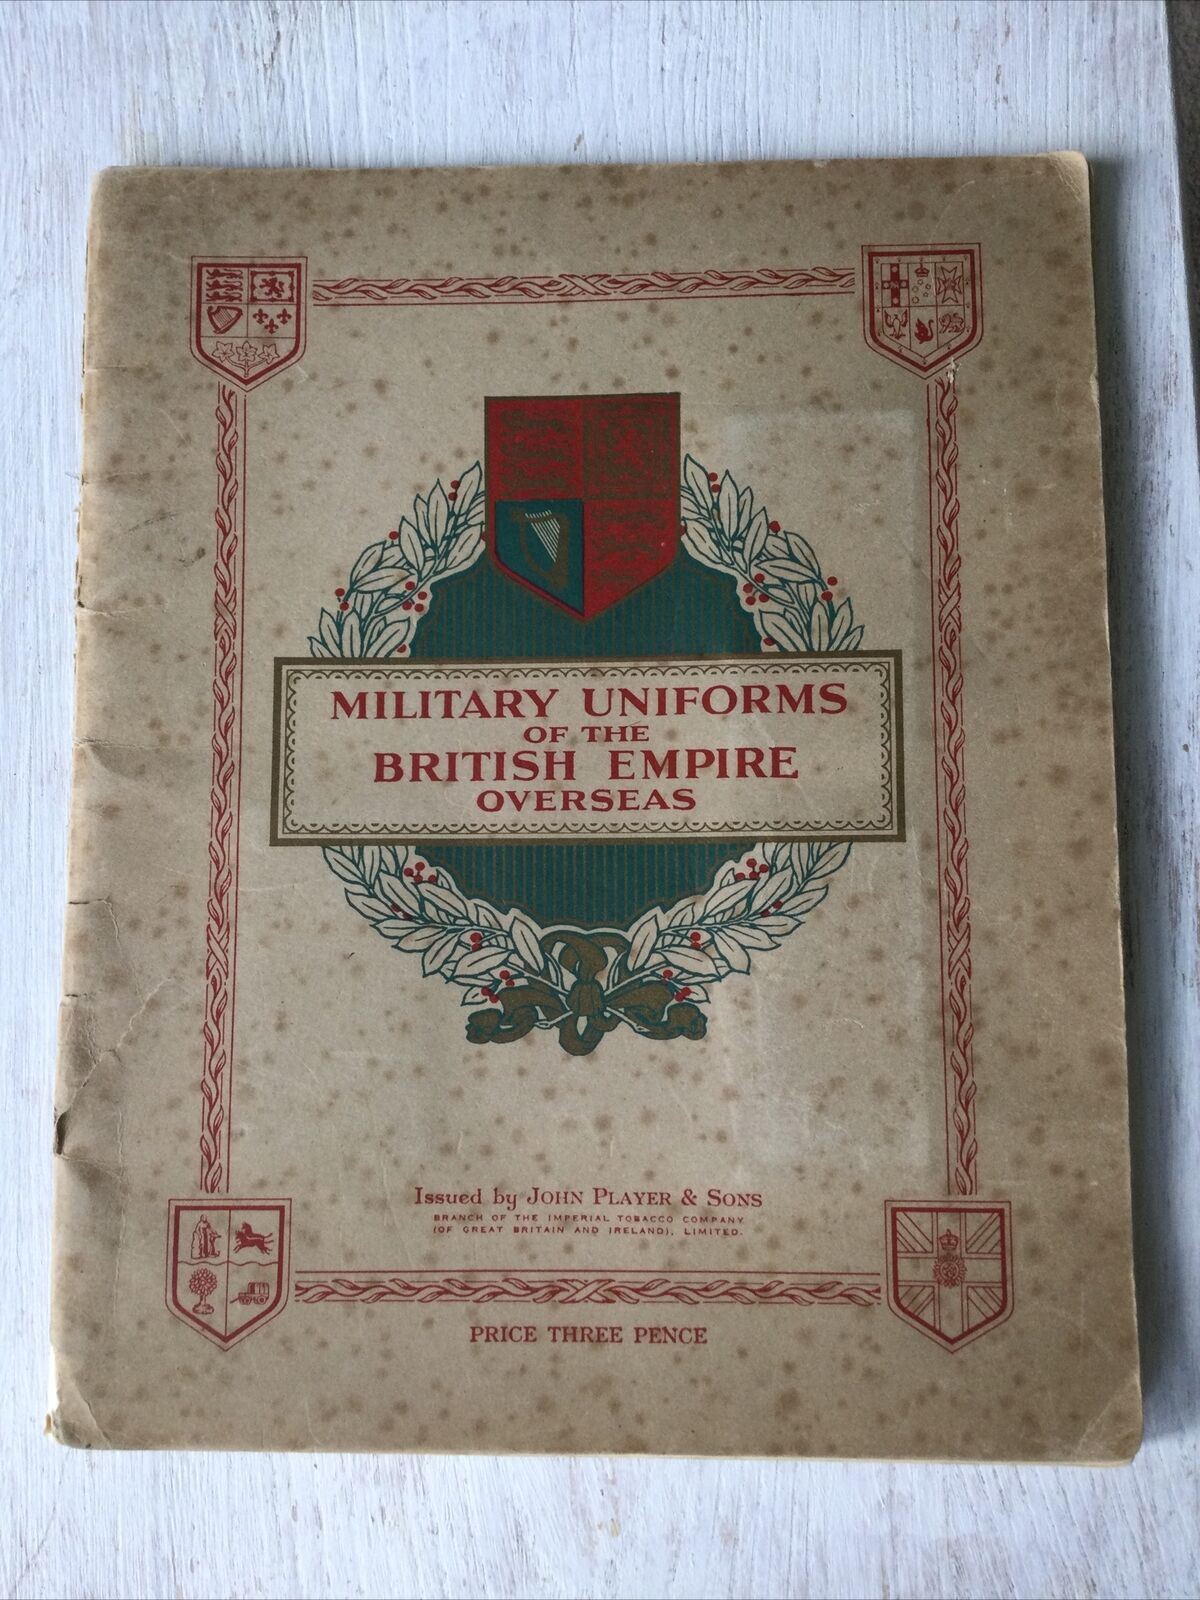 MILITARY UNIFORMS
OF THE
BRITISH EMPIRE
OVERSEAS
Issued by JOHN PLAYER & SONS
BRANCH OF THE IMPERIAL TOBACCO COMPANY
(OF GREAT BRITAIN AND IRELAND), LIMITED.
PRICE THREE PENCE